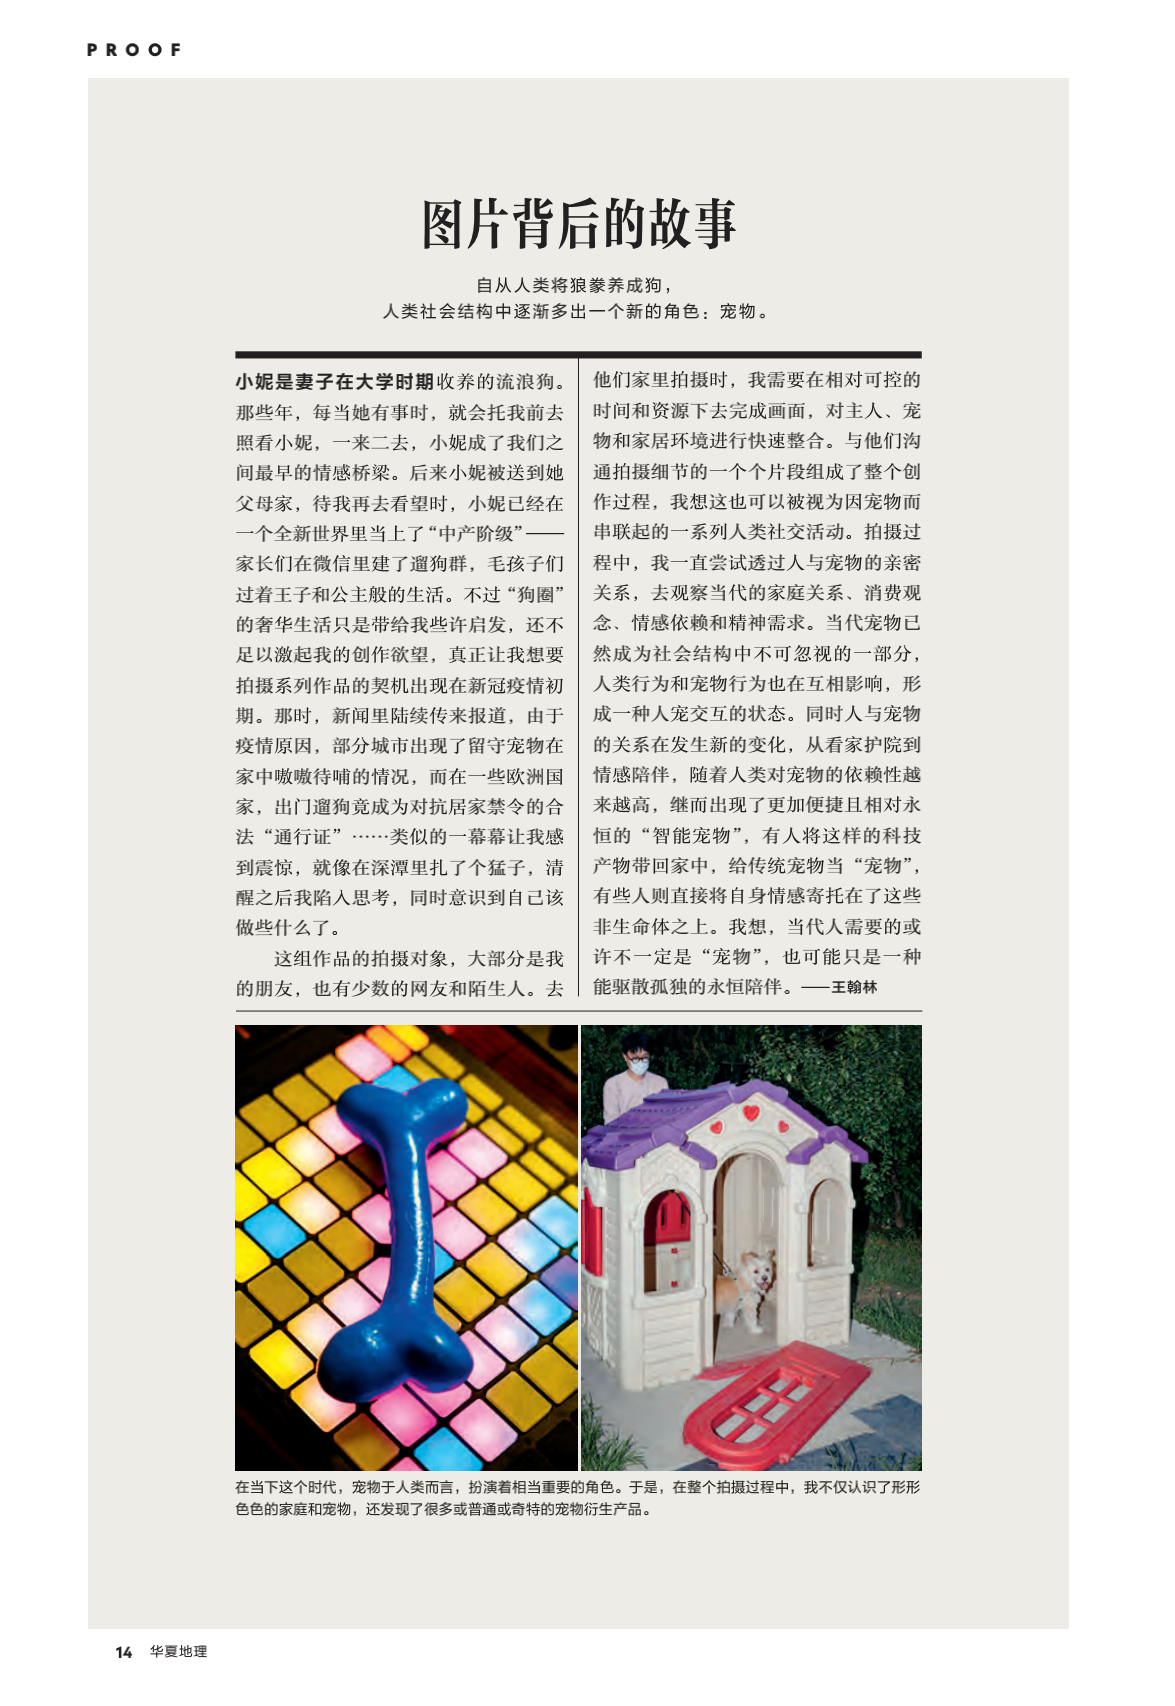 PROOF
图片背后的故事
自从人类将狼豢养成狗，
人类社会结构中逐渐多出一个新的角色：宠物。
小妮是妻子在大学时期收养的流浪狗。
那些年，每当她有事时，就会托我前去
照看小妮，一来二去，小妮成了我们之
间最早的情感桥梁。后来小妮被送到她
父母家，待我再去看望时，小妮已经在
一个全新世界里当上了“中产阶级”——
家长们在微信里建了遛狗群，毛孩子们
过着王子和公主般的生活。不过“狗圈”
的奢华生活只是带给我些许启发，还不
足以激起我的创作欲望，真正让我想要
拍摄系列作品的契机出现在新冠疫情初
期。那时，新闻里陆续传来报道，由于
疫情原因，部分城市出现了留守宠物在
家中嗷嗷待哺的情况，而在一些欧洲国
家，出门遛狗竟成为对抗居家禁令的合
法“通行证”……类似的一幕幕让我感
到震惊，就像在深潭里扎了个猛子，清
醒之后我陷入思考，同时意识到自己该
做些什么了。
这组作品的拍摄对象，大部分是我
的朋友，也有少数的网友和陌生人。去
他们家里拍摄时，我需要在相对可控的
时间和资源下去完成画面，对主人、宠
物和家居环境进行快速整合。与他们沟
通拍摄细节的一个个片段组成了整个创
作过程，我想这也可以被视为因宠物而
串联起的一系列人类社交活动。拍摄过
程中，我一直尝试透过人与宠物的亲密
关系，去观察当代的家庭关系、消费观
念、情感依赖和精神需求。当代宠物已
然成为社会结构中不可忽视的一部分，
人类行为和宠物行为也在互相影响，形
成一种人宠交互的状态。同时人与宠物
的关系在发生新的变化，从看家护院到
情感陪伴，随着人类对宠物的依赖性越
来越高，继而出现了更加便捷且相对永
恒的“智能宠物”，有人将这样的科技
产物带回家中，给传统宠物当“宠物”，
有些人则直接将自身情感寄托在了这些
非生命体之上。我想，当代人需要的或
许不一定是“宠物”，也可能只是一种
能驱散孤独的永恒陪伴。——王翰林
在当下这个时代，宠物于人类而言，扮演着相当重要的角色。于是，在整个拍摄过程中，我不仅认识了形形
色色的家庭和宠物，还发现了很多或普通或奇特的宠物衍生产品。
14 华夏地理